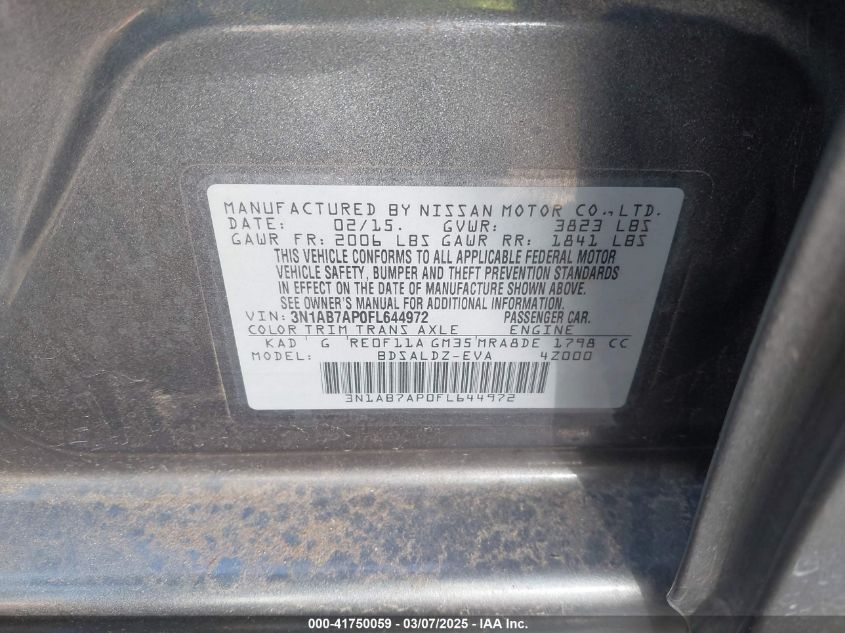 MANUFACTURED BY NISSAN MOTOR CO., LTD.
DATE: 02/15. GVWR: 3823 LBS
GAWR FR: 2006 LBS GAWR RR: 1841 LBS
THIS VEHICLE CONFORMS TO ALL APPLICABLE FEDERAL MOTOR
VEHICLE SAFETY, BUMPER AND THEFT PREVENTION STANDARDS
IN EFFECT ON THE DATE OF MANUFACTURE SHOWN ABOVE.
SEE OWNER'S MANUAL FOR ADDITIONAL INFORMATION.
VIN: 3N1AB7AP0FL644972 PASSENGER CAR.
COLOR TRIM TRANS AXLE ENGINE
KAD G RE0F11A GM35 MRA8DE 1798 CC
MODEL: BDSALDZ-EVA 4Z000
3N1AB7AP0FL644972
000-41750059 — 03/07/2025 — IAA Inc.